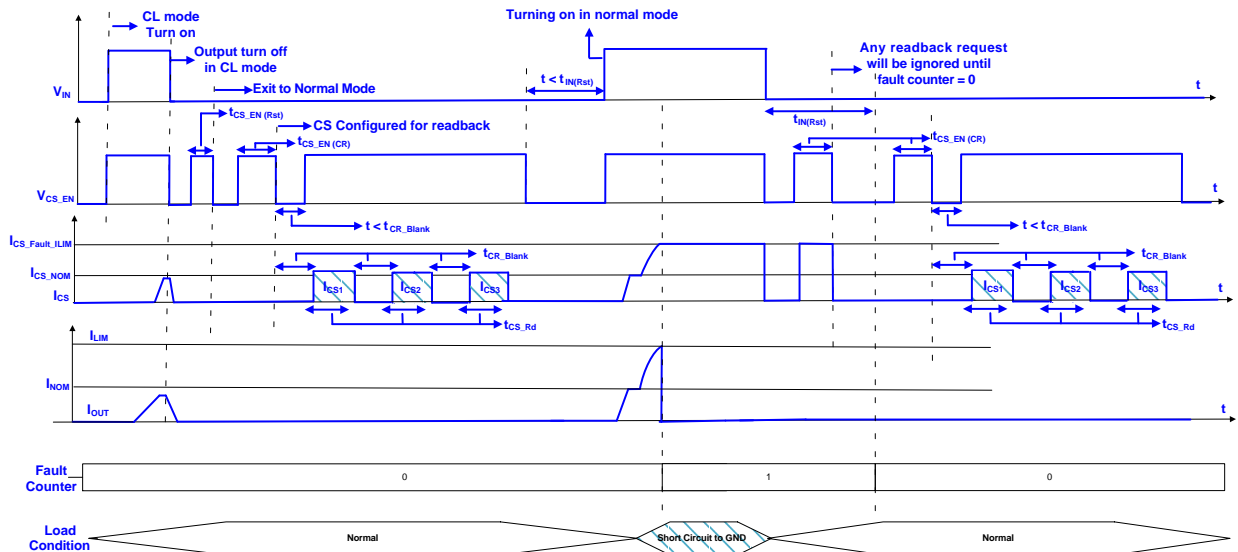 CL mode
Turn on
Turning on in normal mode
Output turn off
in CL mode
Any readback request
will be ignored until
fault counter = 0
t < tIN(Rst)
VIN
Exit to Normal Mode
t
tCS_EN (Rst)
CS Configured for readback
tIN(Rst)
tCS_EN (CR)
tCS_EN (CR)
VCS_EN
t
t < tCR_Blank
t < tCR_Blank
ICS_Fault_ILIM
tCR_Blank
tCR_Blank
ICS_NOM
ICS
ICS1
ICS2
ICS3
ICS1
ICS2
ICS3
t
tCS_Rd
tCS_Rd
ILIM
INOM
IOUT
t
Fault
Counter
0
1
0
Load
Condition
Normal
Short Circuit to GND
Normal